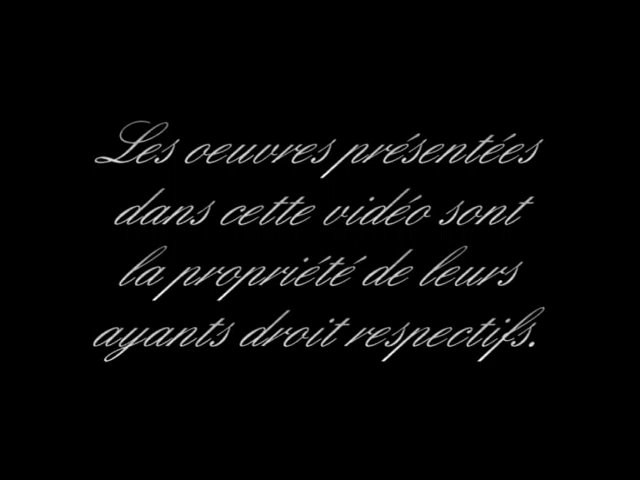 Les oeuvres présentées
dans cette vidéo sont
la propriété de leurs
ayants droit respectifs.